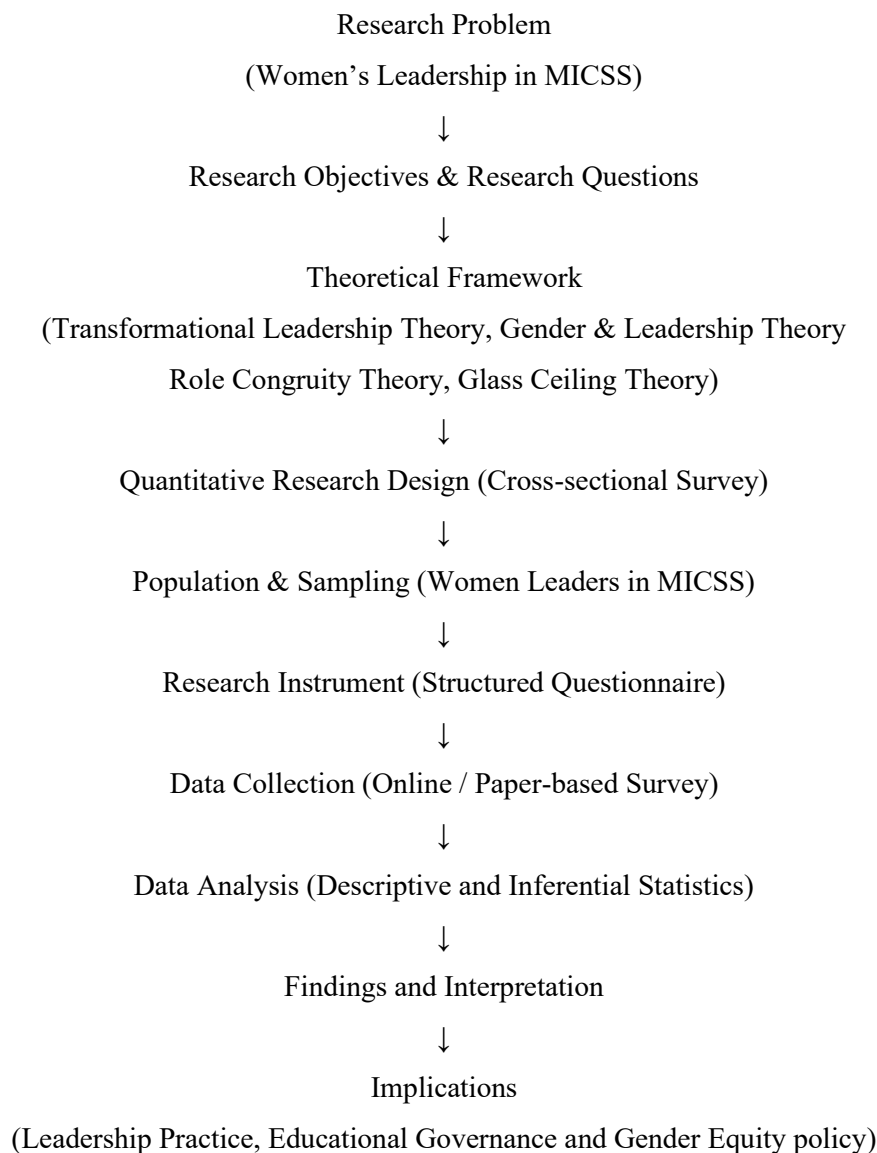 Research Problem
(Women’s Leadership in MICSS)
↓
Research Objectives & Research Questions
↓
Theoretical Framework
(Transformational Leadership Theory, Gender & Leadership Theory
Role Congruity Theory, Glass Ceiling Theory)
↓
Quantitative Research Design (Cross-sectional Survey)
↓
Population & Sampling (Women Leaders in MICSS)
↓
Research Instrument (Structured Questionnaire)
↓
Data Collection (Online / Paper-based Survey)
↓
Data Analysis (Descriptive and Inferential Statistics)
↓
Findings and Interpretation
↓
Implications
(Leadership Practice, Educational Governance and Gender Equity policy)